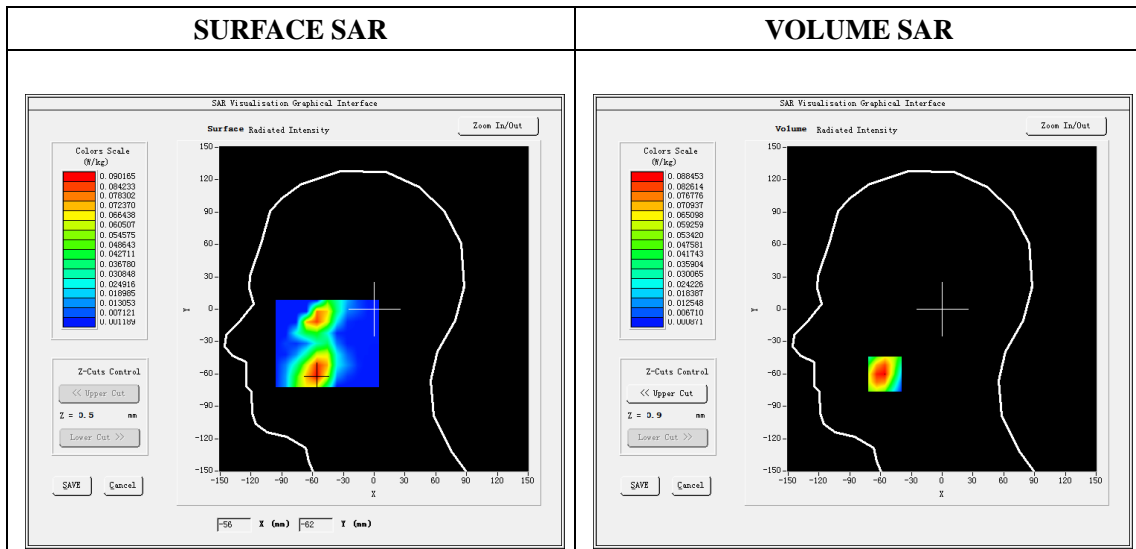 SURFACE SAR
VOLUME SAR
SAR Visualisation Graphical Interface
Surface Radiated Intensity
Zoom In/Out
Colors Scale
(W/kg)
0.090165
0.084233
0.078302
0.072370
0.066438
0.060507
0.054575
0.048643
0.042711
0.036780
0.030848
0.024916
0.018985
0.013053
0.007121
0.001189
Z-Cuts Control
<< Upper Cut
Z = 0.5 mm
Lower Cut >>
SAVE
Cancel
150
120
90
60
30
0
-30
-60
-90
-120
-150
Y
-150 -120 -90 -60 -30 0 30 60 90 120 150
X
-56 X (mm) -62 Y (mm)
SAR Visualisation Graphical Interface
Volume Radiated Intensity
Zoom In/Out
Colors Scale
(W/kg)
0.088453
0.082614
0.076776
0.070937
0.065098
0.059259
0.053420
0.047581
0.041743
0.035904
0.030065
0.024226
0.018387
0.012548
0.006710
0.000871
Z-Cuts Control
<< Upper Cut
Z = 0.9 mm
Lower Cut >>
SAVE
Cancel
150
120
90
60
30
0
-30
-60
-90
-120
-150
Y
-150 -120 -90 -60 -30 0 30 60 90 120 150
X